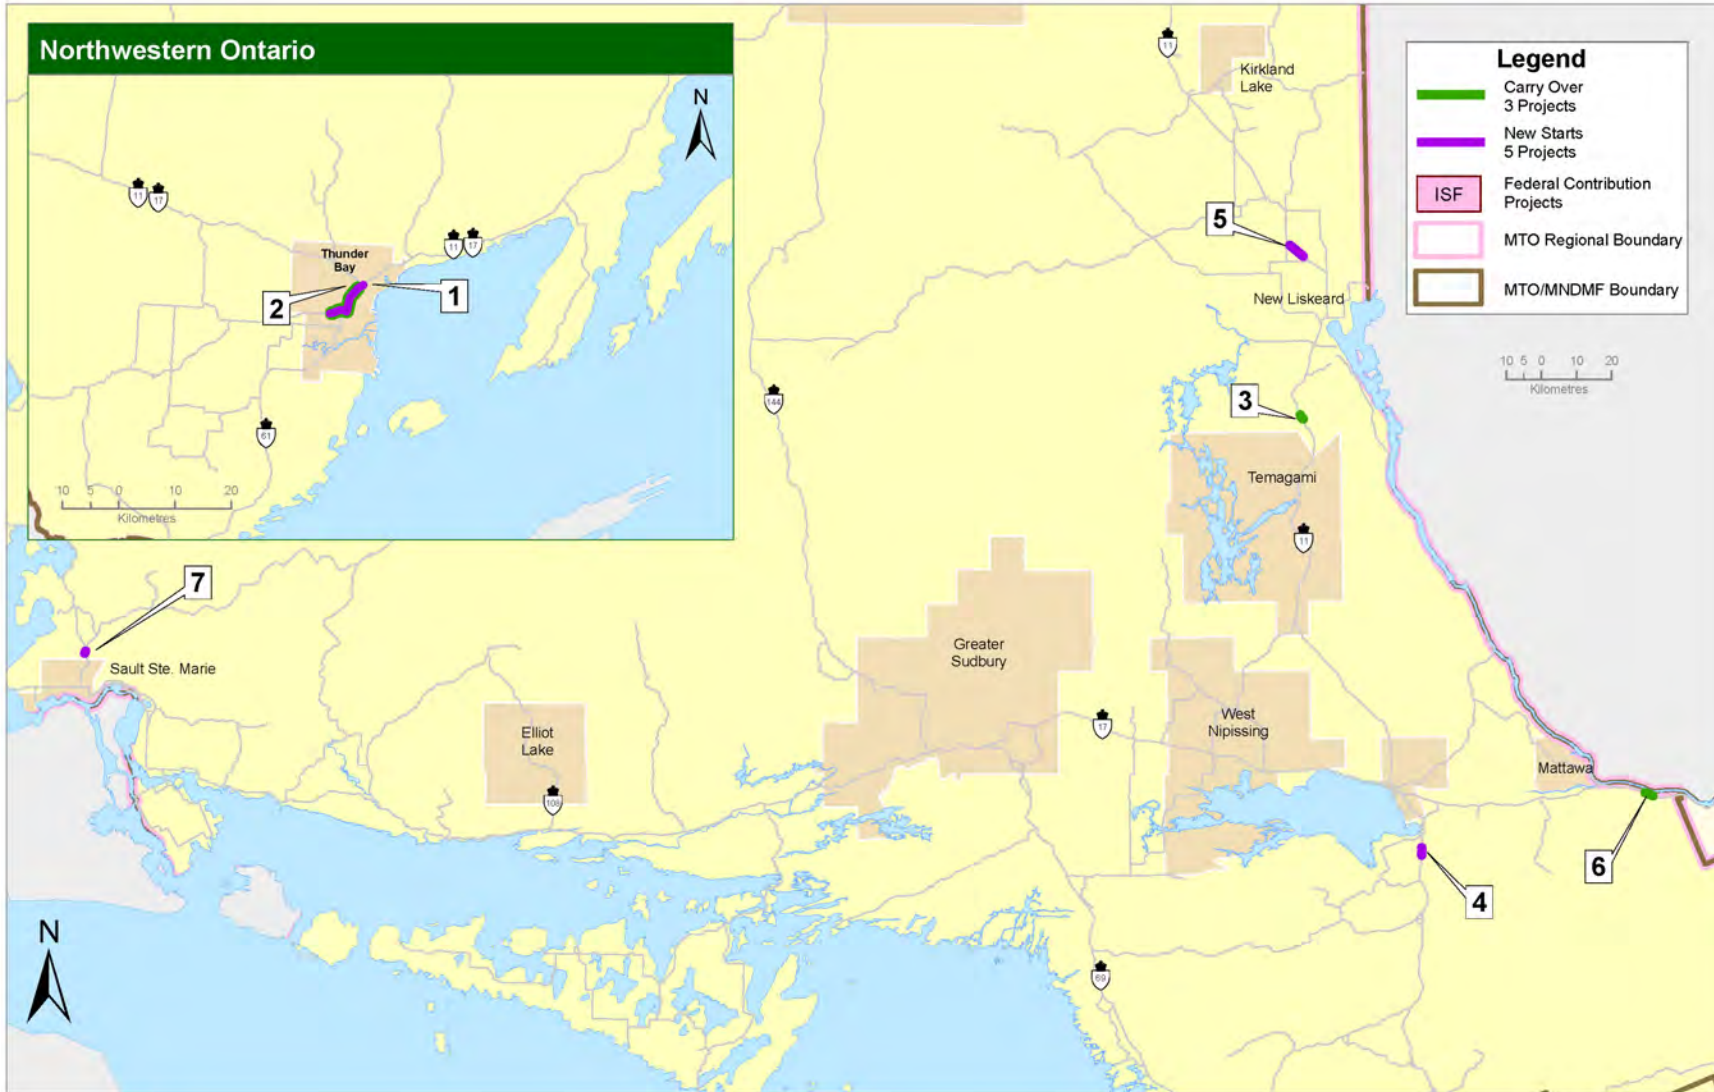 Northwestern Ontario
N
11
17
11
17
Thunder
Bay
2
1
61
10 5 0 10 20
Kilometres
11
Kirkland
Lake
Legend
Carry Over
3 Projects
New Starts
5 Projects
ISF
Federal Contribution
Projects
MTO Regional Boundary
MTO/MNDMF Boundary
10 5 0 10 20
Kilometres
5
New Liskeard
144
3
Temagami
11
7
Sault Ste. Marie
Greater
Sudbury
Elliot
Lake
108
17
West
Nipissing
Mattawa
6
4
69
N